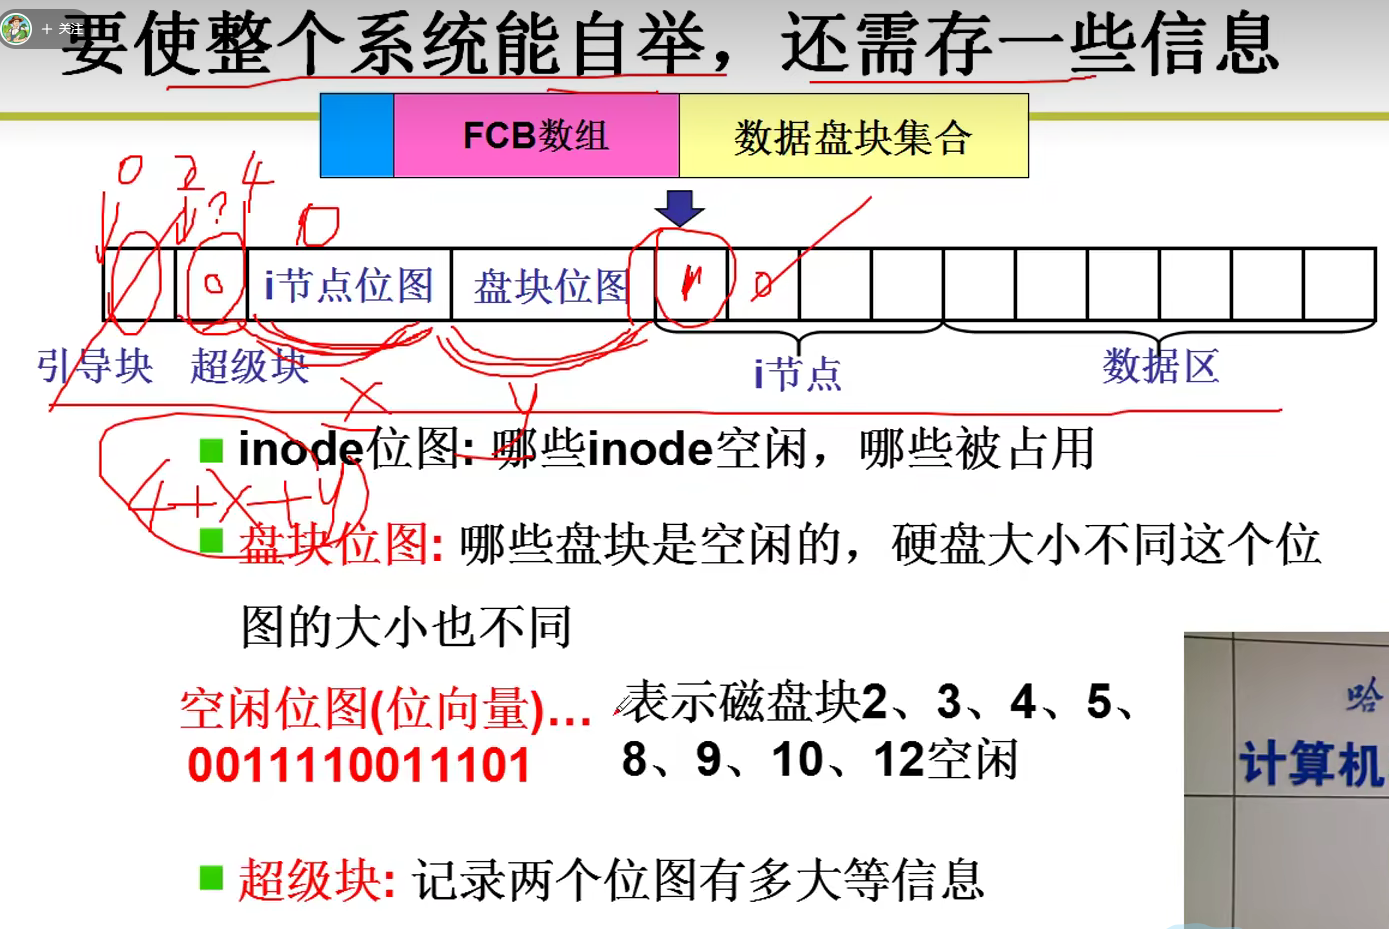 + 关注
要使整个系统能自举，还需存一些信息
FCB数组 数据盘块集合
0 2 4
?
i节点位图 盘块位图
引导块 超级块 i节点 数据区
x y
inode位图: 哪些inode空闲，哪些被占用
4+x+y
盘块位图: 哪些盘块是空闲的，硬盘大小不同这个位
图的大小也不同
空闲位图(位向量)… 表示磁盘块2、3、4、5、
0011110011101 8、9、10、12空闲
哈
计算机
超级块: 记录两个位图有多大等信息